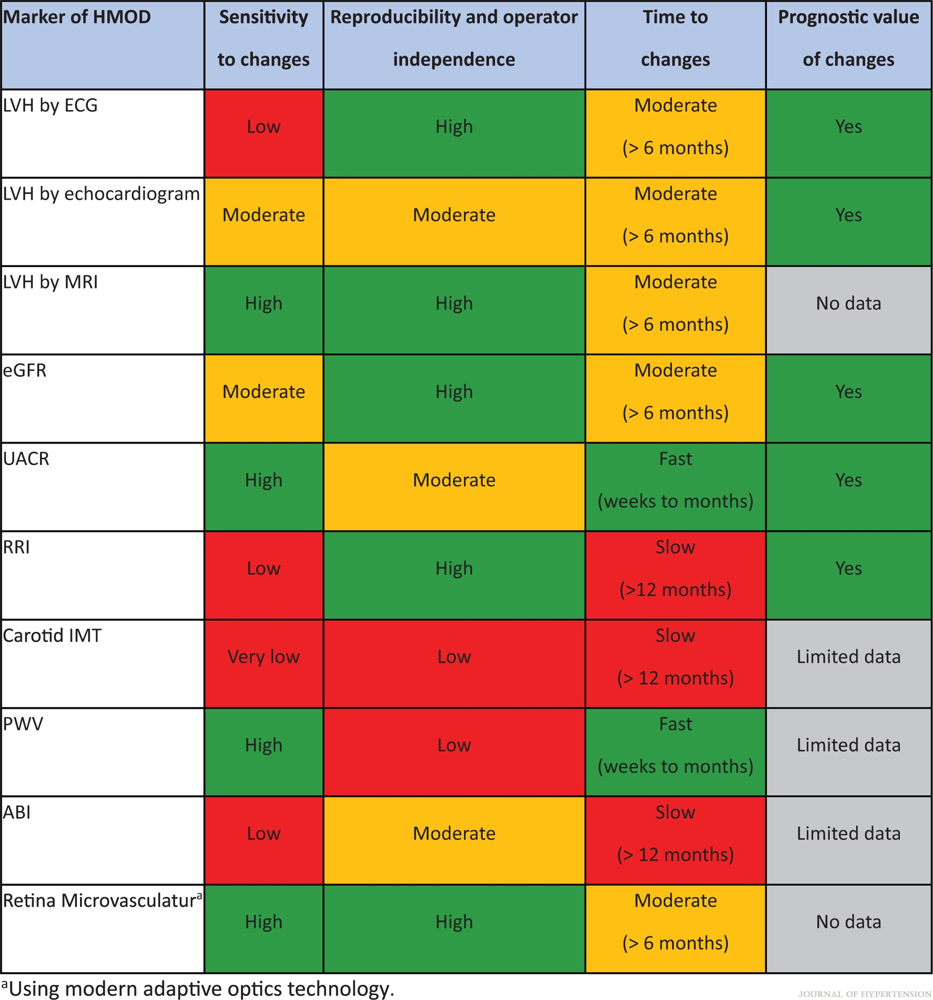 Marker of HMOD
Sensitivity
to changes
Reproducibility and operator
independence
Time to
changes
Prognostic value
of changes
LVH by ECG
Low
High
Moderate
(> 6 months)
Yes
LVH by echocardiogram
Moderate
Moderate
Moderate
(> 6 months)
Yes
LVH by MRI
High
High
Moderate
(> 6 months)
No data
eGFR
Moderate
High
Moderate
(> 6 months)
Yes
UACR
High
Moderate
Fast
(weeks to months)
Yes
RRI
Low
High
Slow
(>12 months)
Yes
Carotid IMT
Very low
Low
Slow
(> 12 months)
Limited data
PWV
High
Low
Fast
(weeks to months)
Limited data
ABI
Low
Moderate
Slow
(> 12 months)
Limited data
Retina Microvasculaturᵃ
High
High
Moderate
(> 6 months)
No data
ᵃUsing modern adaptive optics technology.
JOURNAL OF HYPERTENSION